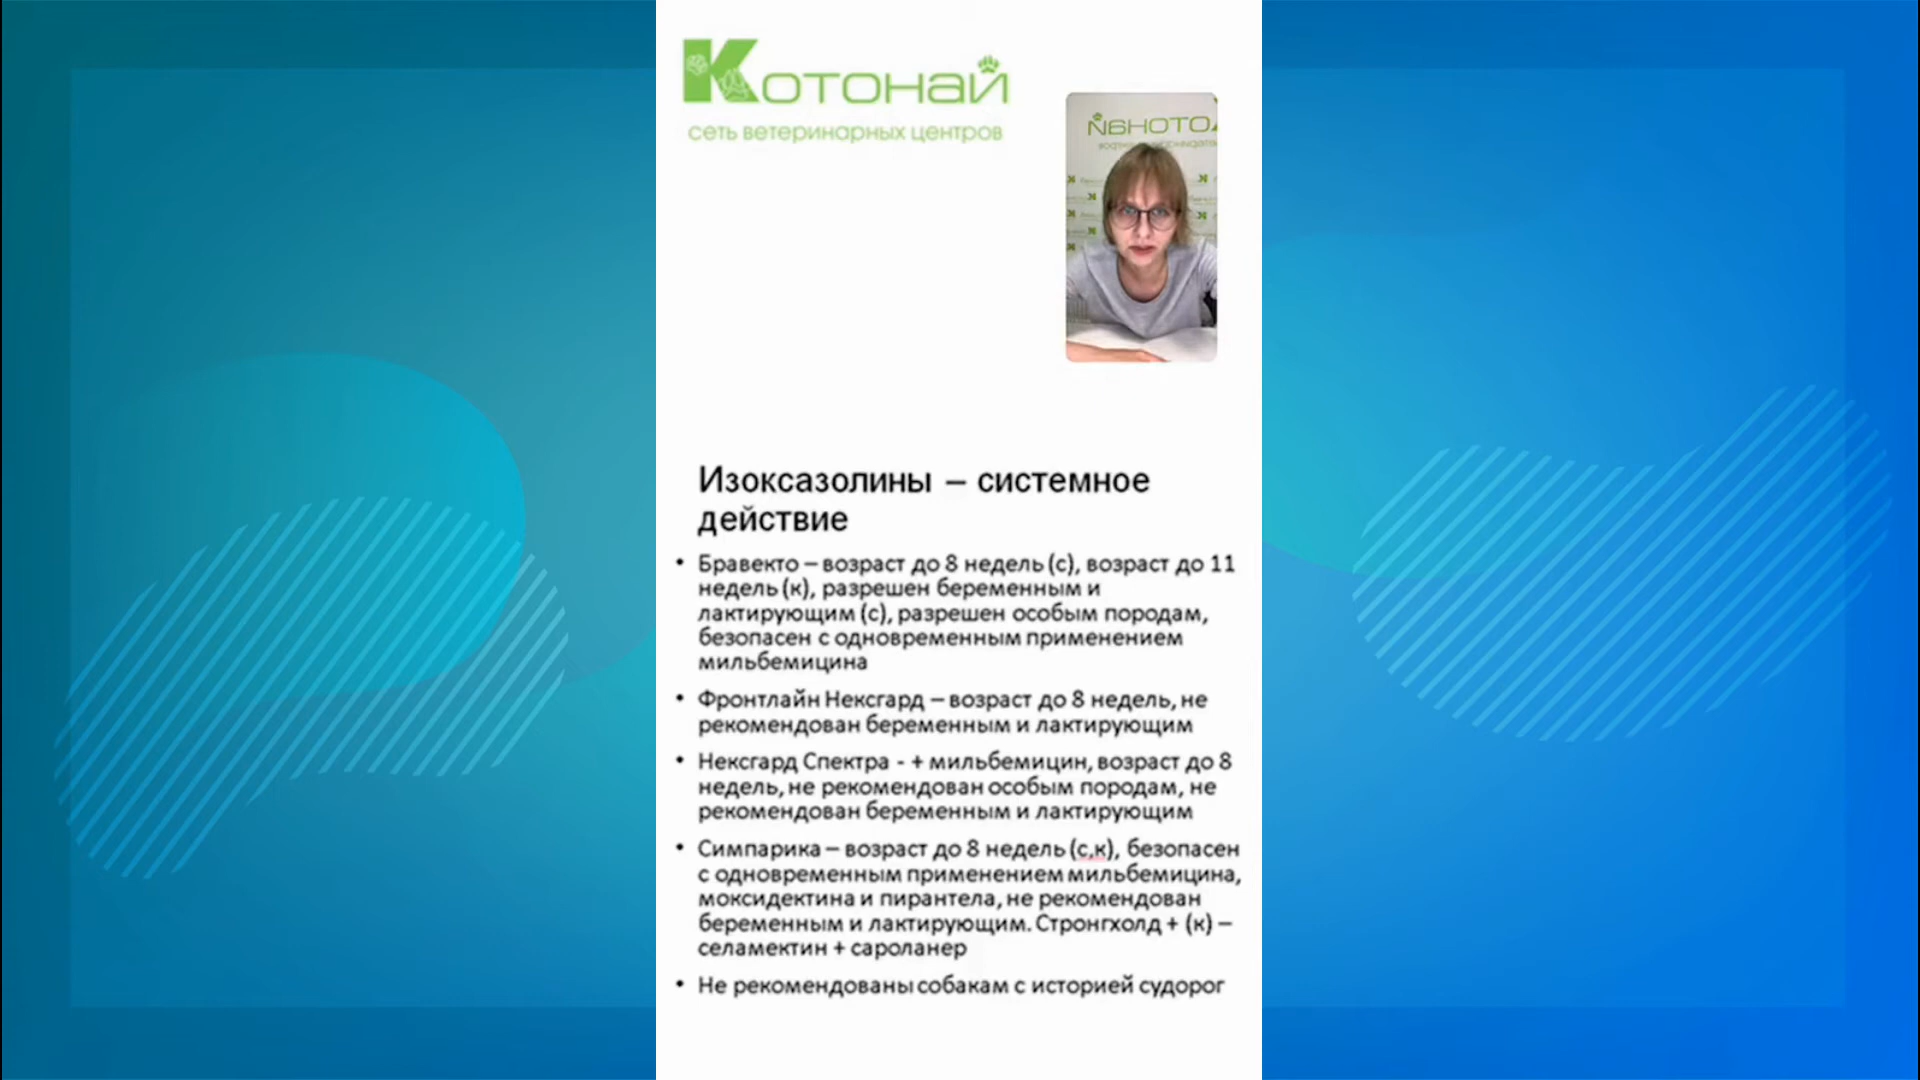 Котонай
сеть ветеринарных центров
Изоксазолины – системное
действие
• Бравекто – возраст до 8 недель (с), возраст до 11
недель (к), разрешен беременным и
лактирующим (с), разрешен особым породам,
безопасен с одновременным применением
мильбемицина
• Фронтлайн Нексгард – возраст до 8 недель, не
рекомендован беременным и лактирующим
• Нексгард Спектра - + мильбемицин, возраст до 8
недель, не рекомендован особым породам, не
рекомендован беременным и лактирующим
• Симпарика – возраст до 8 недель (с,к), безопасен
с одновременным применением мильбемицина,
моксидектина и пирантела, не рекомендован
беременным и лактирующим. Стронгхолд + (к) –
селамектин + сароланер
• Не рекомендованы собакам с историей судорог